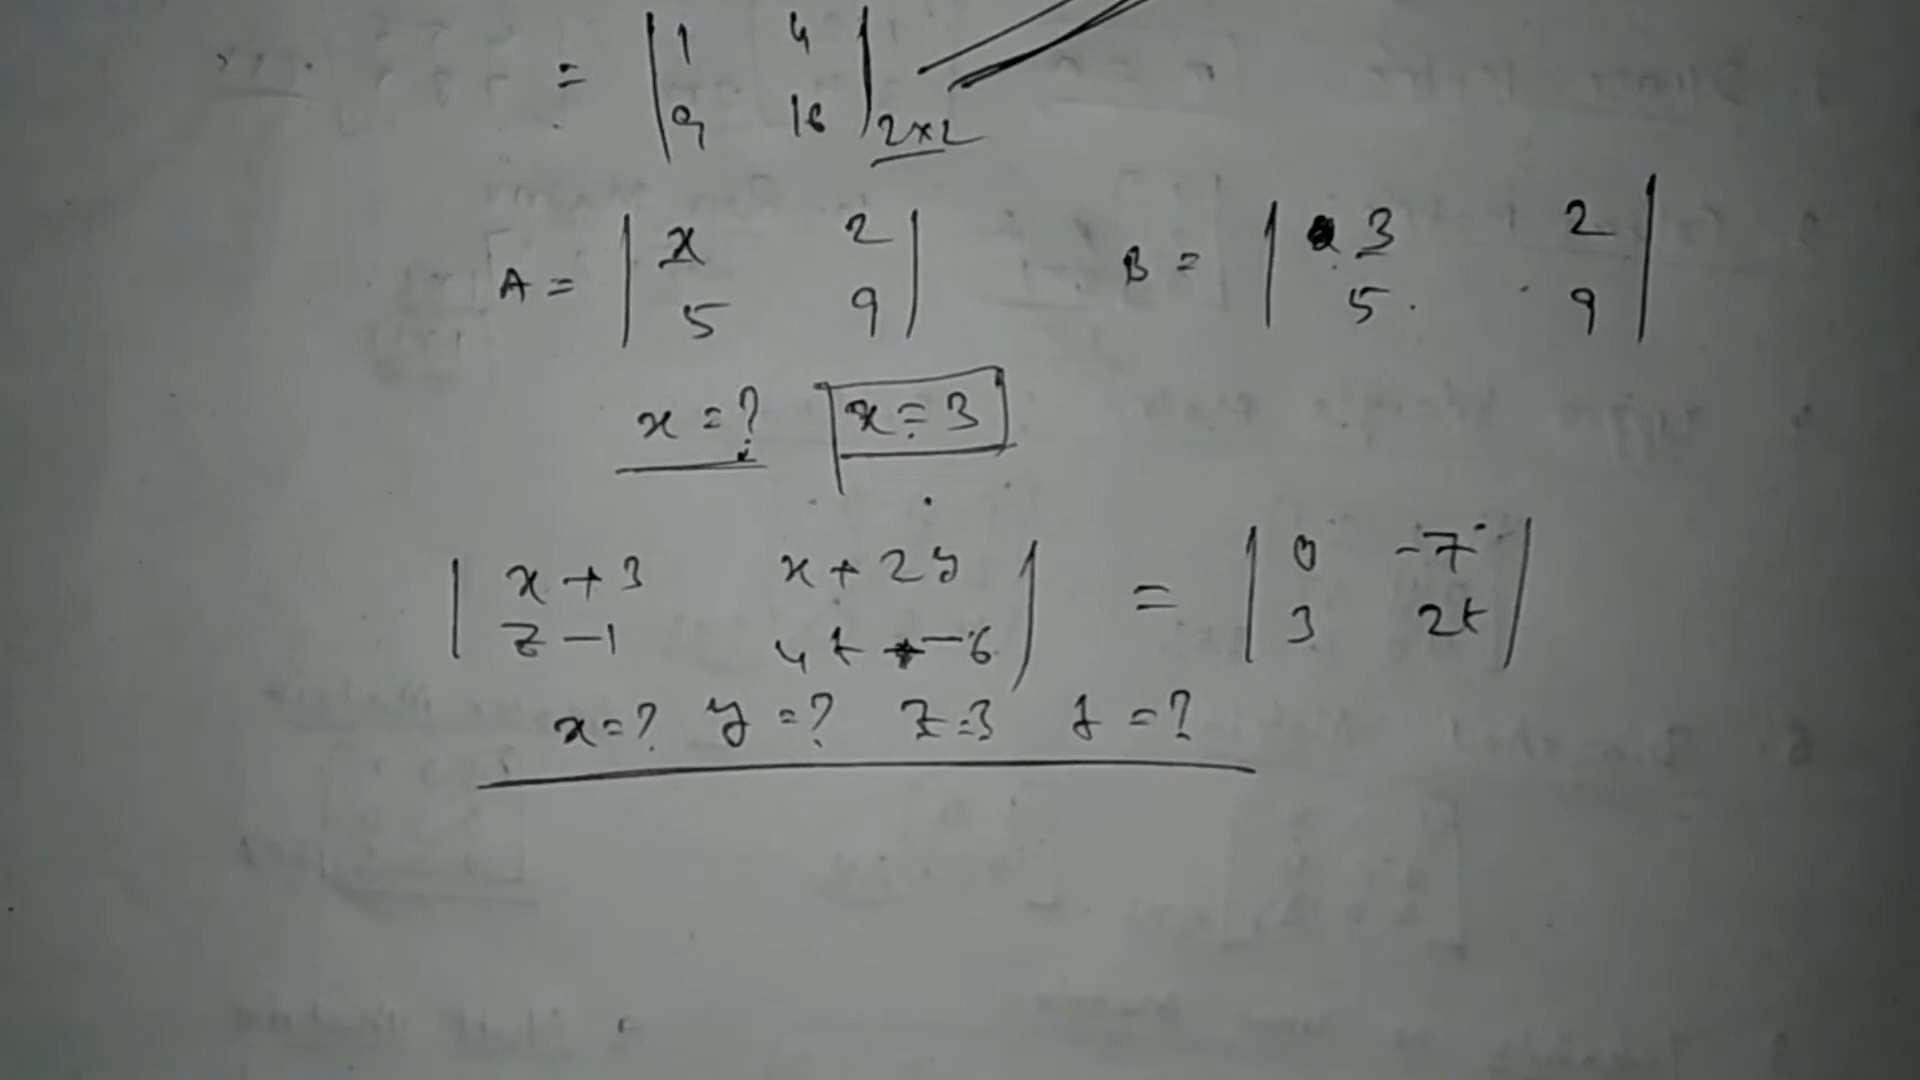 = | 1 4 |
| 9 16 | 2×2
A = | x 2 | B = | 3 2 |
| 5 9 | | 5 9 |
x = ? x = 3
| x + 3 x + 2y | = | 0 -7 |
| z - 1 4t - 6 | | 3 2t |
x = ? y = ? z = ? t = ?